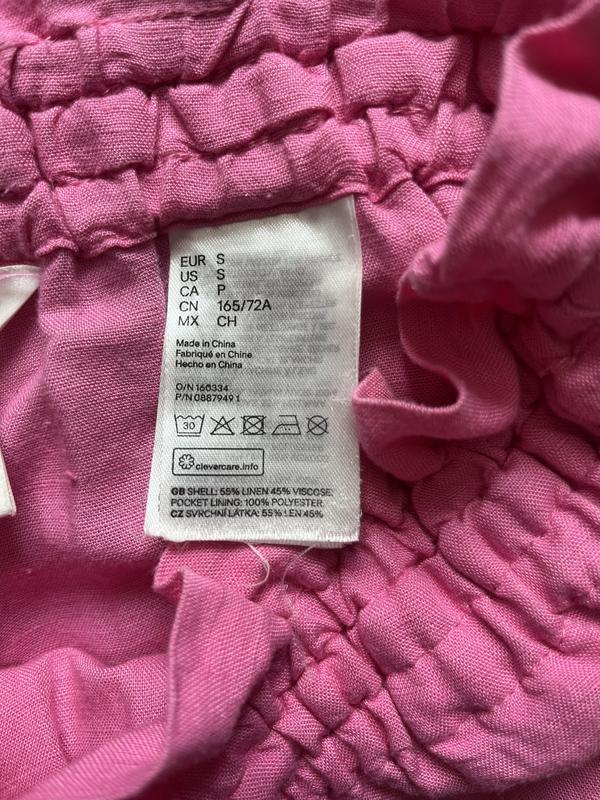 EUR S
US S
CA P
CN 165/72A
MX CH
Made in China
Fabriqué en Chine
Hecho en China
O/N 160334
P/N 0887949 1
30
clevercare.info
GB SHELL: 55% LINEN 45% VISCOSE
POCKET LINING: 100% POLYESTER
CZ SVRCHNÍ LÁTKA: 55% LEN 45%